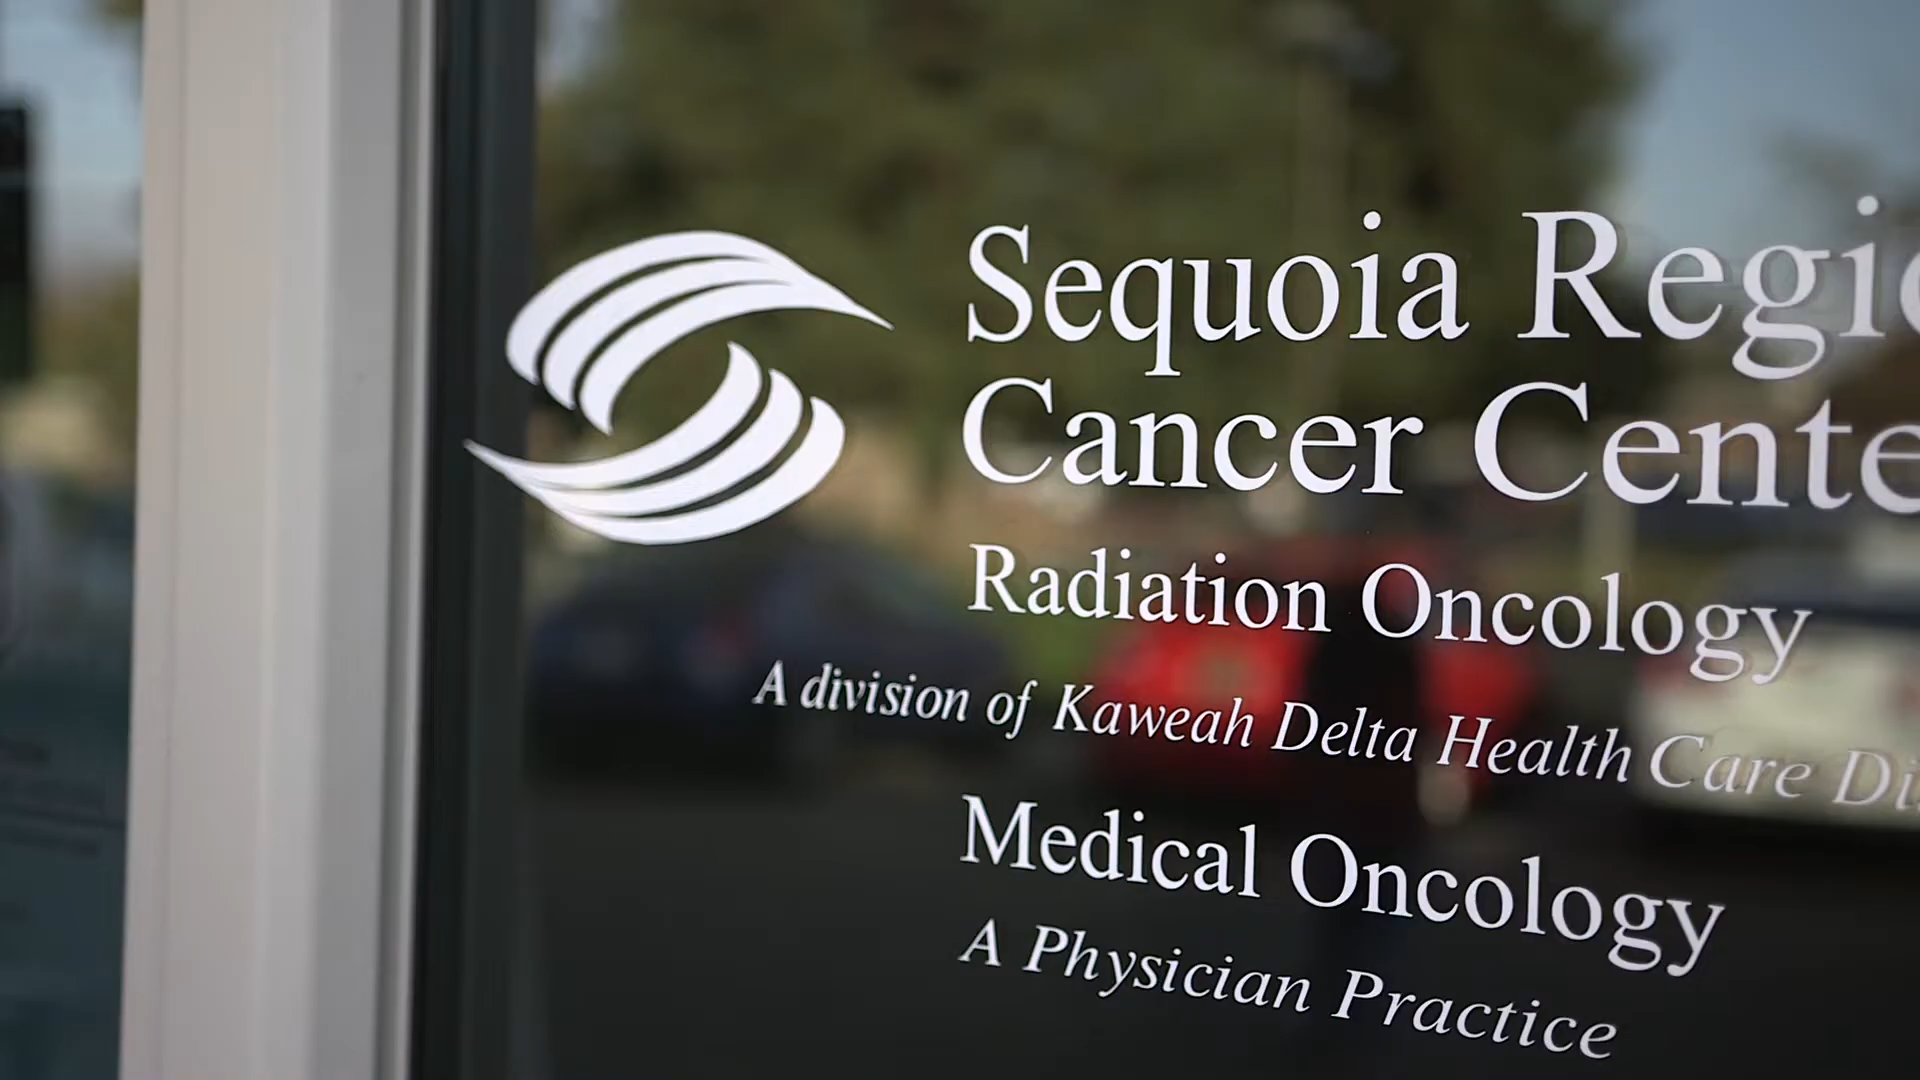 Sequoia Regi
Cancer Cente
Radiation Oncology
A division of Kaweah Delta Health Care Di
Medical Oncology
A Physician Practice